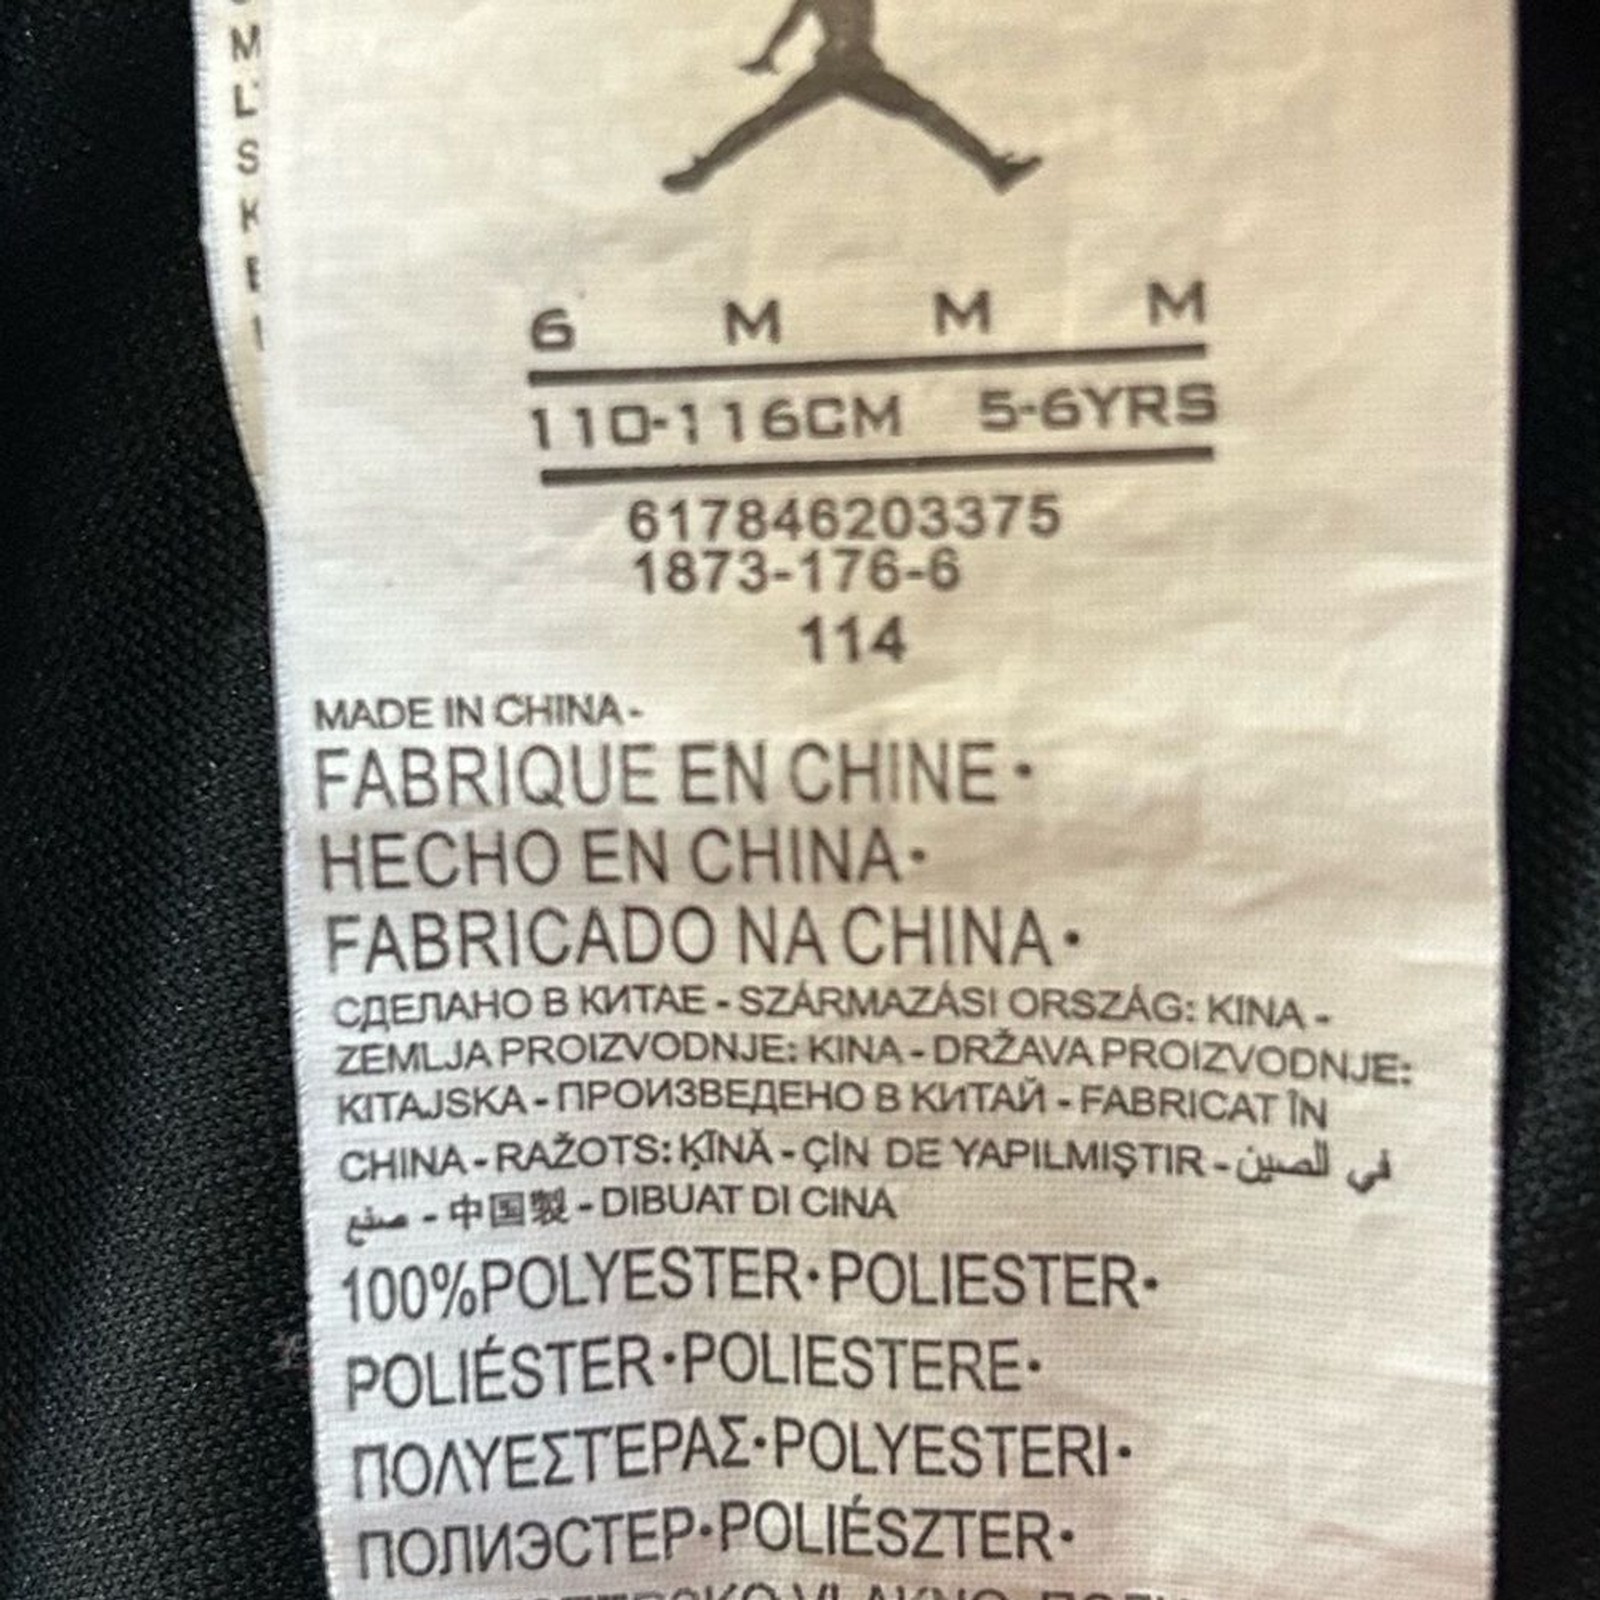 M
L
S
K
6 M M M
110-116CM 5-6YRS
617846203375
1873-176-6
114
MADE IN CHINA-
FABRIQUE EN CHINE •
HECHO EN CHINA•
FABRICADO NA CHINA •
СДЕЛАНО В КИТАЕ - SZÁRMAZÁSI ORSZÁG: KINA -
ZEMLJA PROIZVODNJE: KINA - DRŽAVA PROIZVODNJE:
KITAJSKA - ПРОИЗВЕДЕНО В КИТАЙ - FABRICAT ÎN
CHINA - RAŽOTS: ĶĪNĀ - ÇİN DE YAPILMIŞTIR - في الصين
صنع - 中国製 - DIBUAT DI CINA
100%POLYESTER•POLIESTER•
POLIÉSTER•POLIESTERE•
ΠΟΛΥΕΣΤΕΡΑΣ•POLYESTERI•
ПОЛИЭСТЕР•POLIÉSZTER•